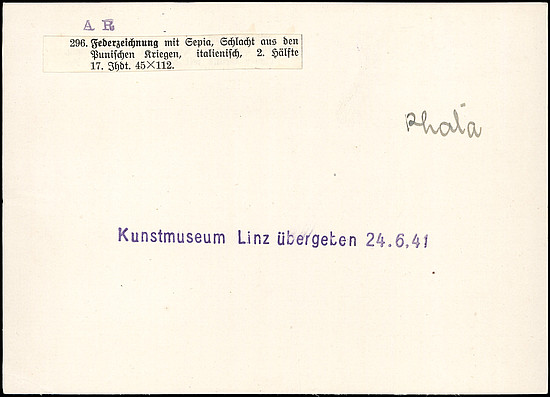 A R
296. Federzeichnung mit Sepia, Schlacht aus den
Punischen Kriegen, italienisch, 2. Hälfte
17. Jhdt. 45×112.
Rhala
Kunstmuseum Linz übergeben 24.6.41